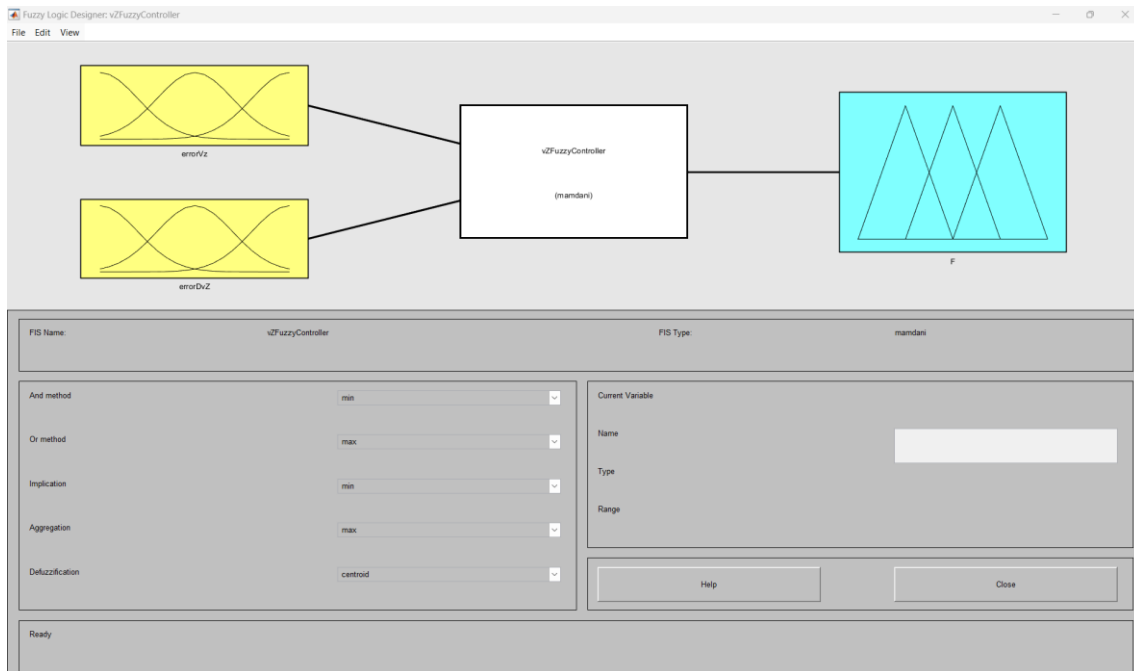 Fuzzy Logic Designer: vZFuzzyController
File Edit View
errorVz
vZFuzzyController
(mamdani)
errorDvZ
F
FIS Name: vZFuzzyController FIS Type: mamdani
And method min
Or method max
Implication min
Aggregation max
Defuzzification centroid
Current Variable
Name
Type
Range
Help Close
Ready